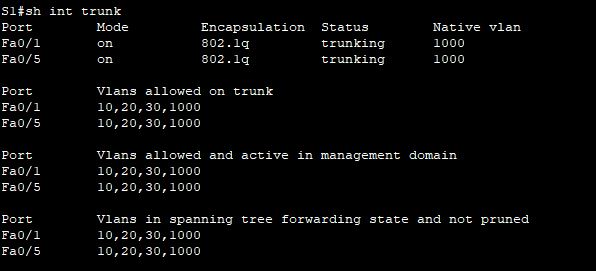 S1#sh int trunk
Port Mode Encapsulation Status Native vlan
Fa0/1 on 802.1q trunking 1000
Fa0/5 on 802.1q trunking 1000
Port Vlans allowed on trunk
Fa0/1 10,20,30,1000
Fa0/5 10,20,30,1000
Port Vlans allowed and active in management domain
Fa0/1 10,20,30,1000
Fa0/5 10,20,30,1000
Port Vlans in spanning tree forwarding state and not pruned
Fa0/1 10,20,30,1000
Fa0/5 10,20,30,1000